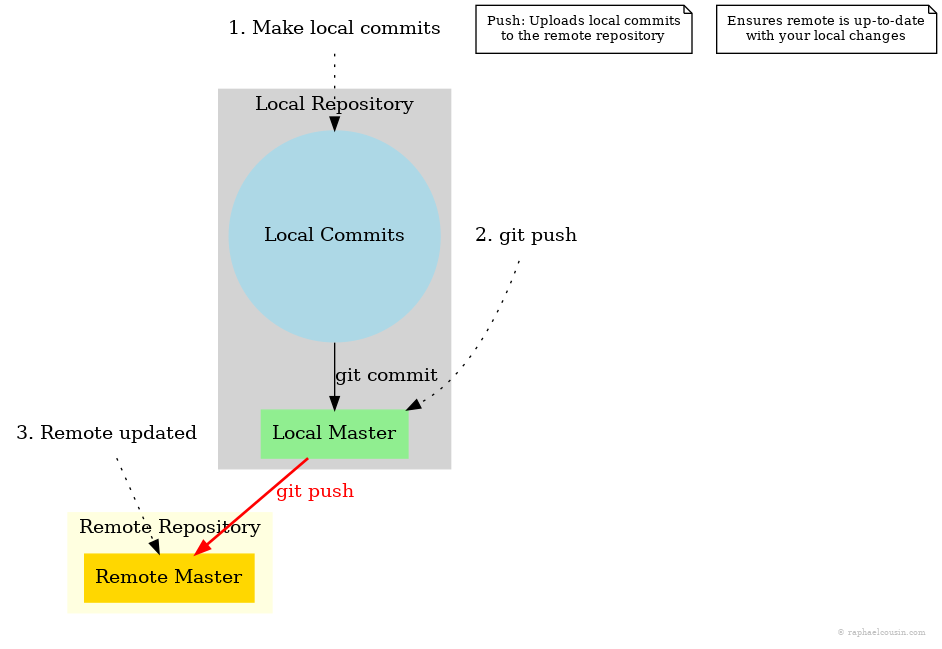 1. Make local commits
Push: Uploads local commits
to the remote repository
Ensures remote is up-to-date
with your local changes
Local Repository
Local Commits
2. git push
git commit
Local Master
3. Remote updated
git push
Remote Repository
Remote Master
© raphaelcousin.com